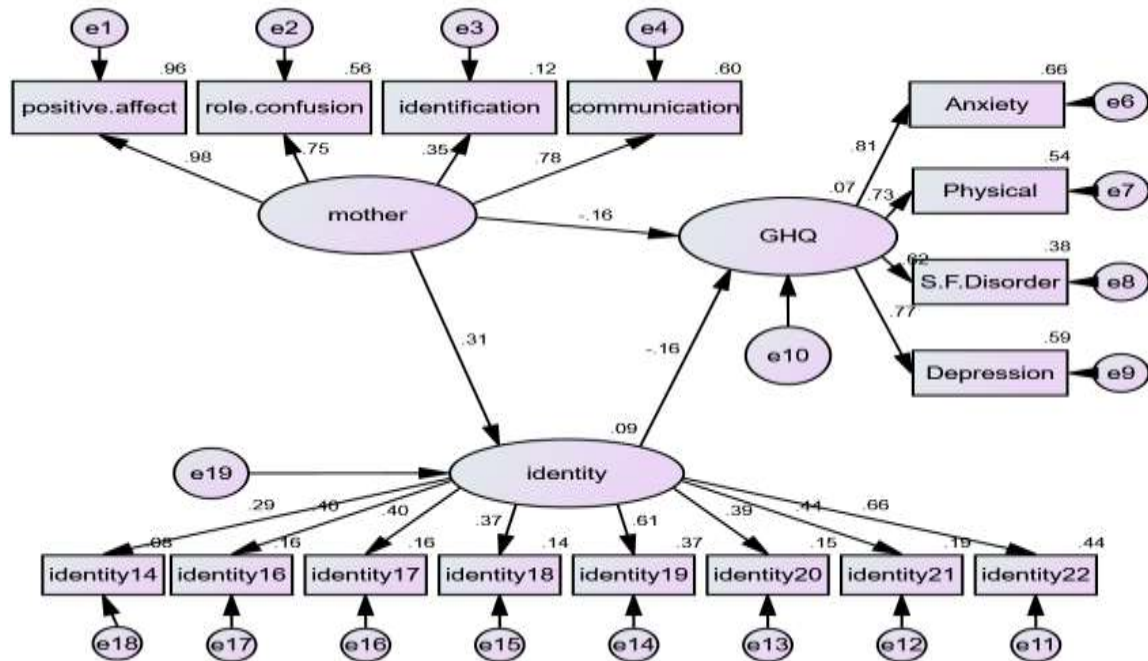 e1 e2 e3 e4
.96 .56 .12 .60
positive.affect role.confusion identification communication
.98 .75 .35 .78
mother
-.16
.07
GHQ
.81
.66
Anxiety
e6
.73
.54
Physical
e7
.62
.38
S.F.Disorder
e8
.77
.59
Depression
e9
e10
.31
-.16
.09
e19
identity
.29 .40 .40 .37 .61 .39 .44 .66
.08 .16 .16 .14 .37 .15 .19 .44
identity14 identity16 identity17 identity18 identity19 identity20 identity21 identity22
e18 e17 e16 e15 e14 e13 e12 e11